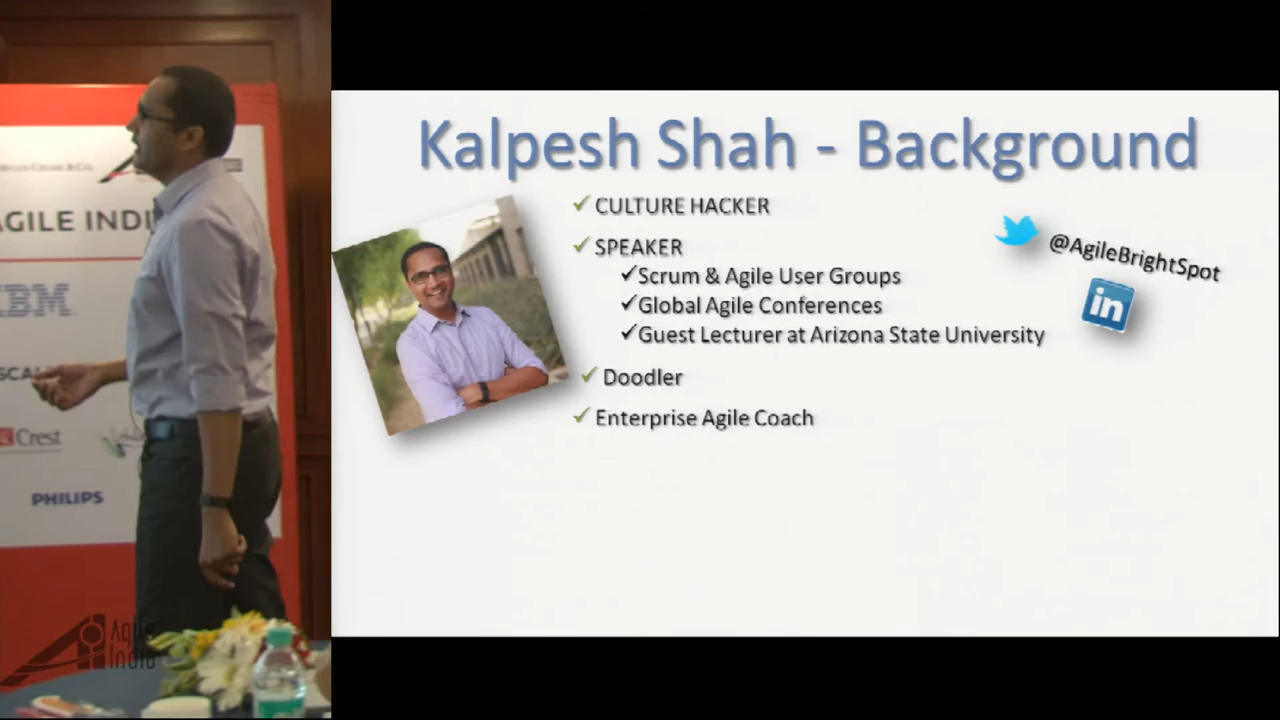 AGILE INDI
IBM
Crest
PHILIPS
Agile
India
Kalpesh Shah - Background
CULTURE HACKER
SPEAKER
Scrum & Agile User Groups
Global Agile Conferences
Guest Lecturer at Arizona State University
Doodler
Enterprise Agile Coach
@AgileBrightSpot
in